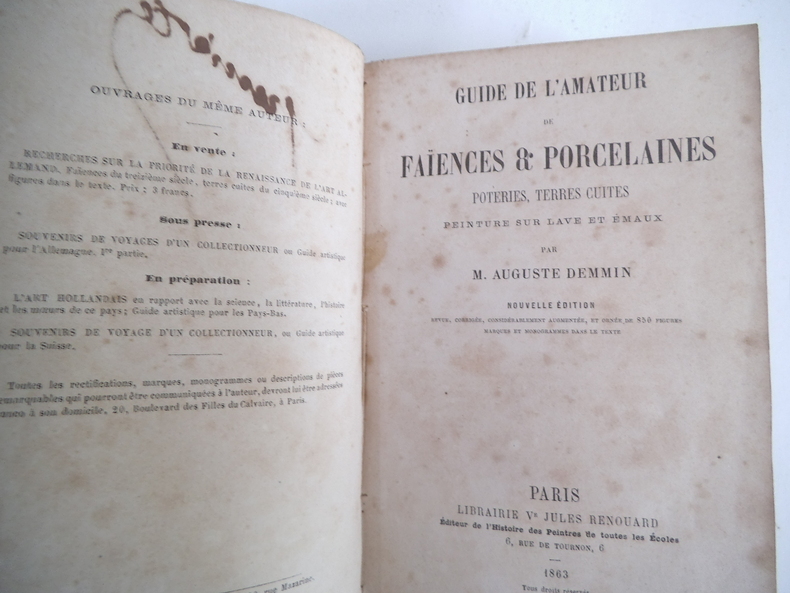 OUVRAGES DU MÊME AUTEUR :
En vente :
RECHERCHES SUR LA PRIORITÉ DE LA RENAISSANCE DE L'ART AL-
LEMAND. Faïences du treizième siècle, terres cuites du cinquième siècle; avec
figures dans le texte. Prix : 3 francs.
Sous presse :
SOUVENIRS DE VOYAGES D'UN COLLECTIONNEUR ou Guide artistique
pour l'Allemagne. 1re partie.
En préparation :
L'ART HOLLANDAIS en rapport avec la science, la littérature, l'histoire
et les mœurs de ce pays; Guide artistique pour les Pays-Bas.
SOUVENIRS DE VOYAGE D'UN COLLECTIONNEUR, ou Guide artistique
pour la Suisse.
Toutes les rectifications, marques, monogrammes ou descriptions de pièces
remarquables qui pourront être communiquées à l'auteur, devront lui être adressées
franco à son domicile, 20, Boulevard des Filles du Calvaire, à Paris.
rue Mazarine.
GUIDE DE L'AMATEUR
DE
FAÏENCES & PORCELAINES
POTERIES, TERRES CUITES
PEINTURE SUR LAVE ET ÉMAUX
PAR
M. AUGUSTE DEMMIN
NOUVELLE ÉDITION
REVUE, CORRIGÉE, CONSIDÉRABLEMENT AUGMENTÉE, ET ORNÉE DE 850 FIGURES
MARQUES ET MONOGRAMMES DANS LE TEXTE
PARIS
LIBRAIRIE Ve JULES RENOUARD
Éditeur de l'Histoire des Peintres de toutes les Écoles
6, RUE DE TOURNON, 6
1863
Tous droits réservés